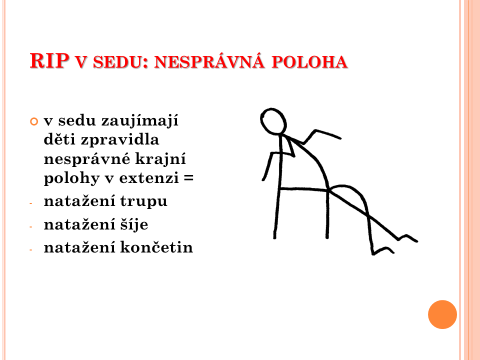 RIP V SEDU: NESPRÁVNÁ POLOHA
v sedu zaujímají
děti zpravidla
nesprávné krajní
polohy v extenzi =
- natažení trupu
- natažení šíje
- natažení končetin